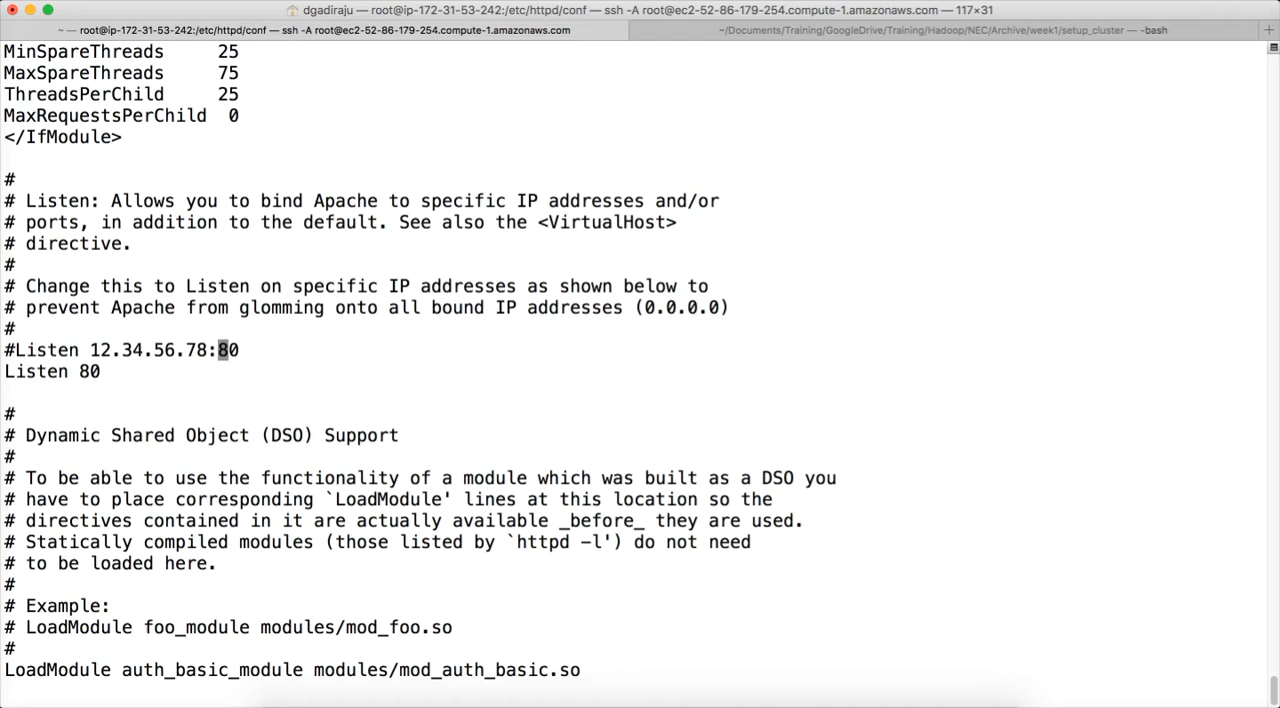 dgadiraju — root@ip-172-31-53-242:/etc/httpd/conf — ssh -A root@ec2-52-86-179-254.compute-1.amazonaws.com — 117×31
~ — root@ip-172-31-53-242:/etc/httpd/conf — ssh -A root@ec2-52-86-179-254.compute-1.amazonaws.com
~/Documents/Training/GoogleDrive/Training/Hadoop/NEC/Archive/week1/setup_cluster — -bash
+
MinSpareThreads     25
MaxSpareThreads     75
ThreadsPerChild     25
MaxRequestsPerChild  0
</IfModule>
#
# Listen: Allows you to bind Apache to specific IP addresses and/or
# ports, in addition to the default. See also the <VirtualHost>
# directive.
#
# Change this to Listen on specific IP addresses as shown below to
# prevent Apache from glomming onto all bound IP addresses (0.0.0.0)
#
#Listen 12.34.56.78:80
Listen 80
#
# Dynamic Shared Object (DSO) Support
#
# To be able to use the functionality of a module which was built as a DSO you
# have to place corresponding `LoadModule' lines at this location so the
# directives contained in it are actually available _before_ they are used.
# Statically compiled modules (those listed by `httpd -l') do not need
# to be loaded here.
#
# Example:
# LoadModule foo_module modules/mod_foo.so
#
LoadModule auth_basic_module modules/mod_auth_basic.so